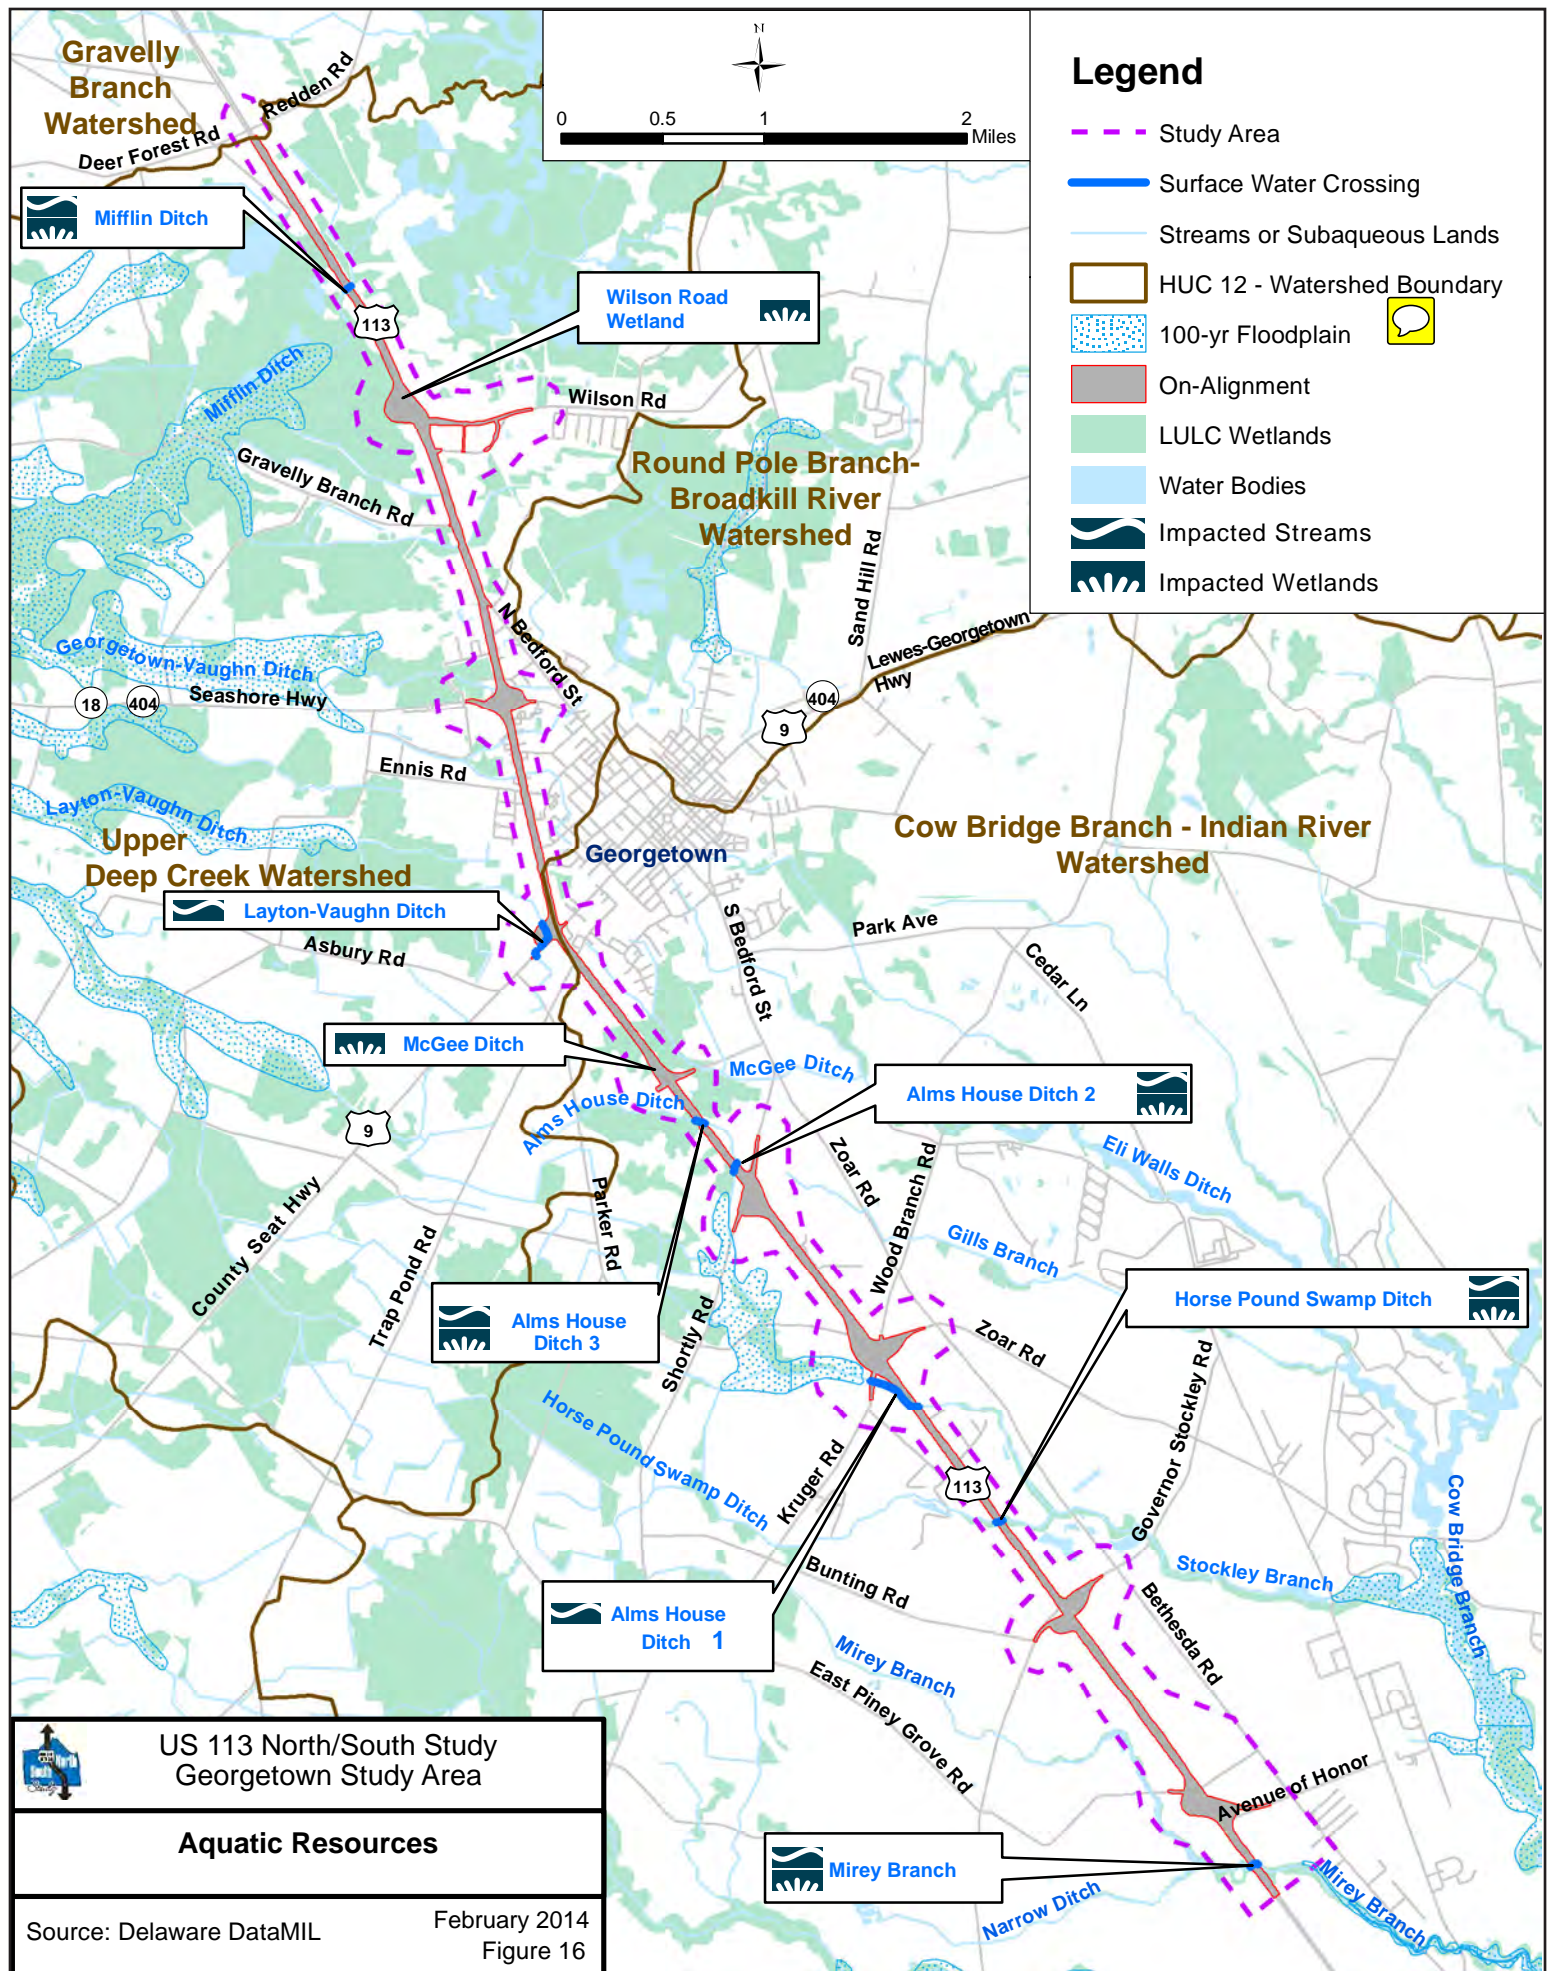 Gravelly
Branch
Watershed
Redden Rd
Deer Forest Rd
N
0 0.5 1 2
Miles
Legend
Study Area
Surface Water Crossing
Streams or Subaqueous Lands
HUC 12 - Watershed Boundary
100-yr Floodplain
On-Alignment
LULC Wetlands
Water Bodies
Impacted Streams
Impacted Wetlands
Mifflin Ditch
Wilson Road
Wetland
113
Mifflin Ditch
Wilson Rd
Gravelly Branch Rd
Round Pole Branch-
Broadkill River
Watershed
Sand Hill Rd
N Bedford St
Lewes-Georgetown
Hwy
Georgetown-Vaughn Ditch
Seashore Hwy
18
404
404
9
Ennis Rd
Layton-Vaughn Ditch
Upper
Deep Creek Watershed
Georgetown
Cow Bridge Branch - Indian River
Watershed
Layton-Vaughn Ditch
Asbury Rd
S Bedford St
Park Ave
Cedar Ln
McGee Ditch
McGee Ditch
Alms House Ditch
Alms House Ditch 2
9
Zoar Rd
Wood Branch Rd
Eli Walls Ditch
County Seat Hwy
Trap Pond Rd
Parker Rd
Gills Branch
Alms House
Ditch 3
Shortly Rd
Horse Pound Swamp Ditch
Zoar Rd
Governor Stockley Rd
Horse Pound Swamp Ditch
Kruger Rd
113
Cow Bridge Branch
Bunting Rd
Stockley Branch
Bethesda Rd
Alms House
Ditch 1
Mirey Branch
East Piney Grove Rd
Avenue of Honor
Mirey Branch
Narrow Ditch
Mirey Branch
US 113 North/South Study
Georgetown Study Area
Aquatic Resources
Source: Delaware DataMIL
February 2014
Figure 16